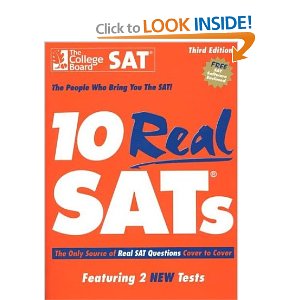 Click to LOOK INSIDE!
The
College
Board
SAT®
Third Edition
The People Who Bring You The SAT!
FREE
10 Real
SATs®
The Only Source of Real SAT Questions Cover to Cover
Featuring 2 NEW Tests